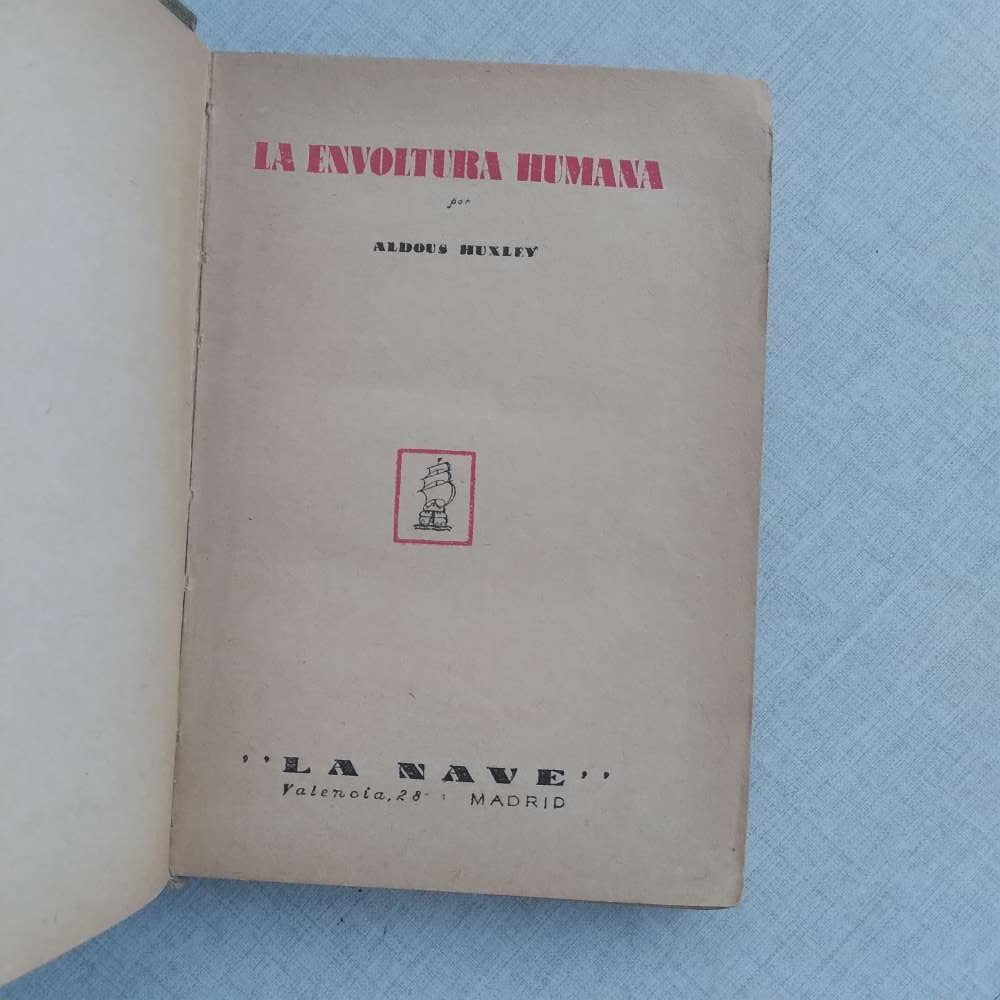 LA ENVOLTURA HUMANA
por
ALDOUS HUXLEY
''LA NAVE''
Valencia, 28 : MADRID